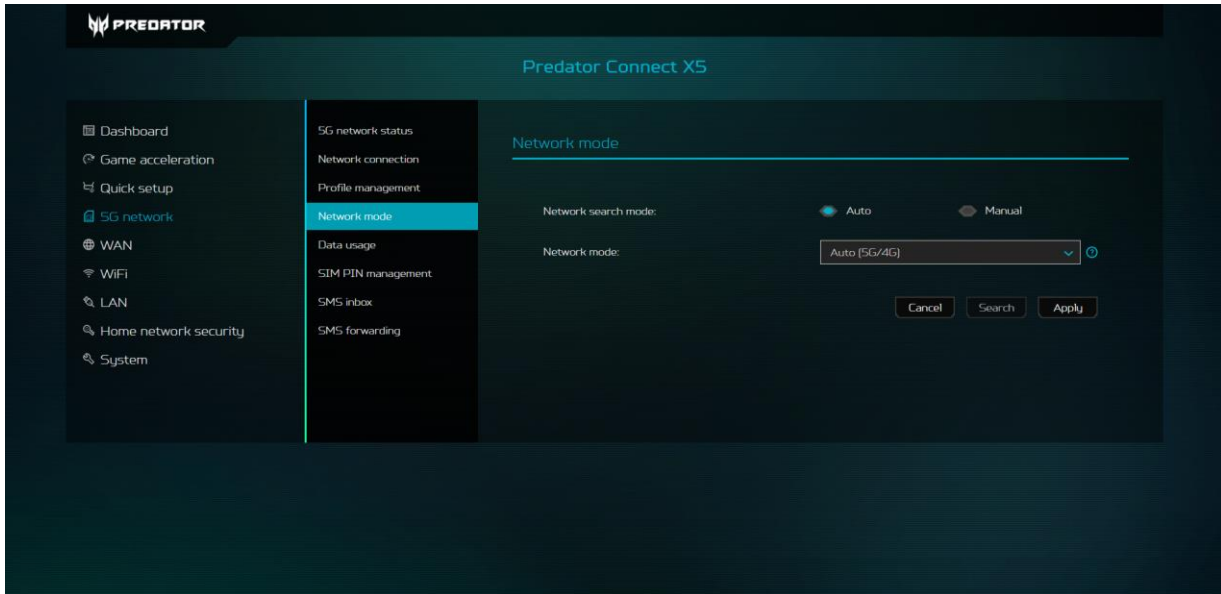 PREDATOR
Predator Connect X5
Dashboard
Game acceleration
Quick setup
5G network
WAN
WiFi
LAN
Home network security
System
5G network status
Network connection
Profile management
Network mode
Data usage
SIM PIN management
SMS inbox
SMS forwarding
Network mode
Network search mode: Auto Manual
Network mode: Auto (5G/4G) ?
Cancel Search Apply